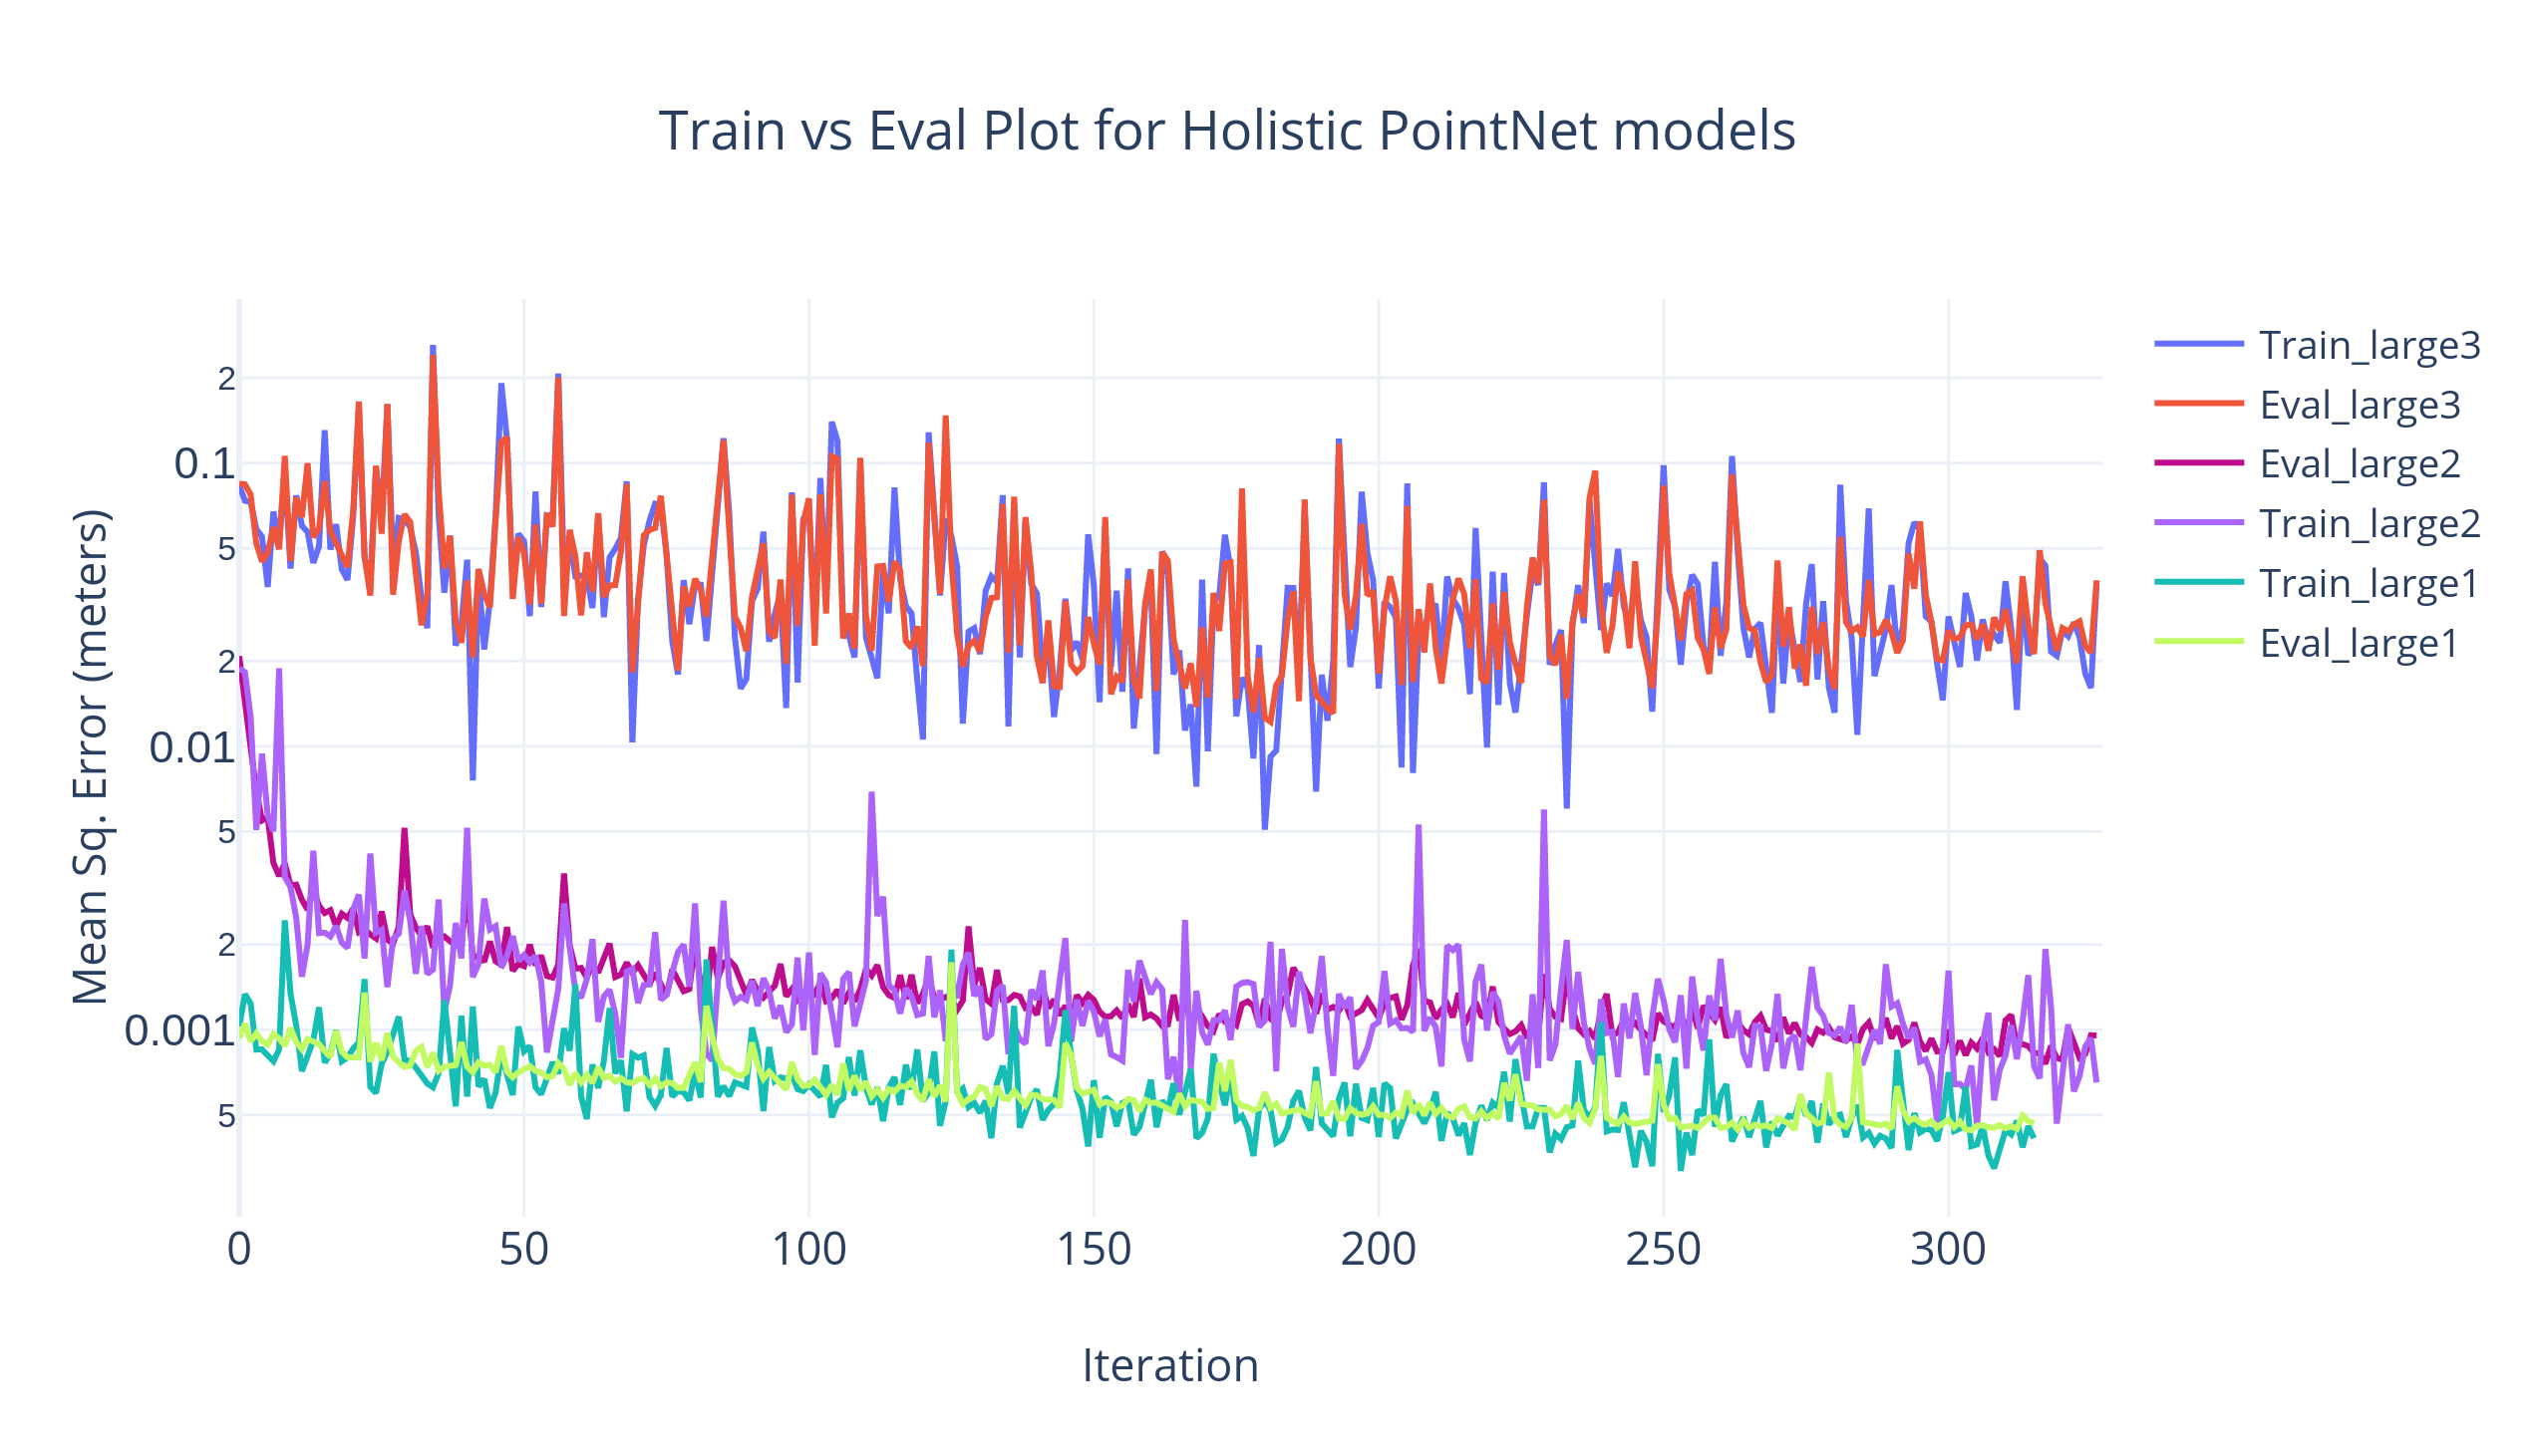 Train vs Eval Plot for Holistic PointNet models
Mean Sq. Error (meters)
2
0.1
5
2
0.01
5
2
0.001
5
0 50 100 150 200 250 300
Iteration
Train_large3
Eval_large3
Eval_large2
Train_large2
Train_large1
Eval_large1